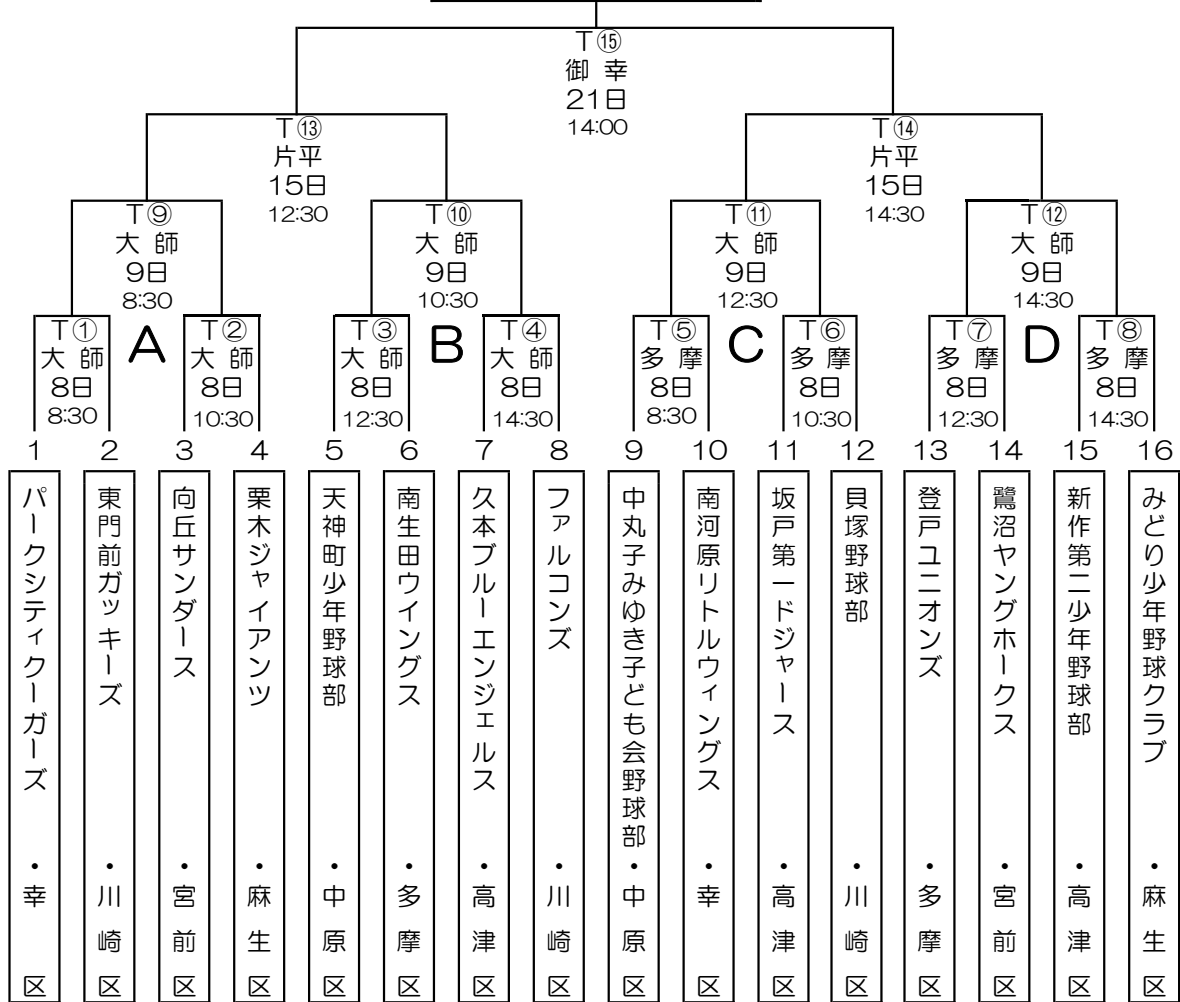 T⑮
御 幸
21日
14:00
T⑬
片平
15日
12:30
T⑭
片平
15日
14:30
T⑨
大 師
9日
8:30
T⑩
大 師
9日
10:30
T⑪
大 師
9日
12:30
T⑫
大 師
9日
14:30
T①
大 師
8日
8:30
A
T②
大 師
8日
10:30
T③
大 師
8日
12:30
B
T④
大 師
8日
14:30
T⑤
多 摩
8日
8:30
C
T⑥
多 摩
8日
10:30
T⑦
多 摩
8日
12:30
D
T⑧
多 摩
8日
14:30
1 2 3 4 5 6 7 8 9 10 11 12 13 14 15 16
パークシティクーガーズ ・幸 区
東門前ガッキーズ ・川崎区
向丘サンダース ・宮前区
栗木ジャイアンツ ・麻生区
天神町少年野球部 ・中原区
南生田ウイングス ・多摩区
久本ブルーエンジェルス ・高津区
ファルコンズ ・川崎区
中丸子みゆき子ども会野球部 ・中原区
南河原リトルウィングス ・幸 区
坂戸第一ドジャース ・高津区
貝塚野球部 ・川崎区
登戸ユニオンズ ・多摩区
鷺沼ヤングホークス ・宮前区
新作第二少年野球部 ・高津区
みどり少年野球クラブ ・麻生区